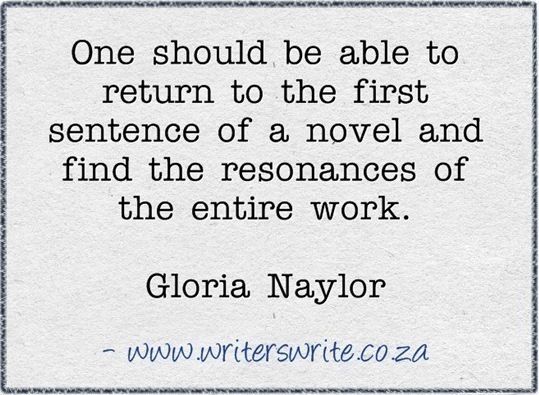 One should be able to
return to the first
sentence of a novel and
find the resonances of
the entire work.
Gloria Naylor
- www.writerswrite.co.za